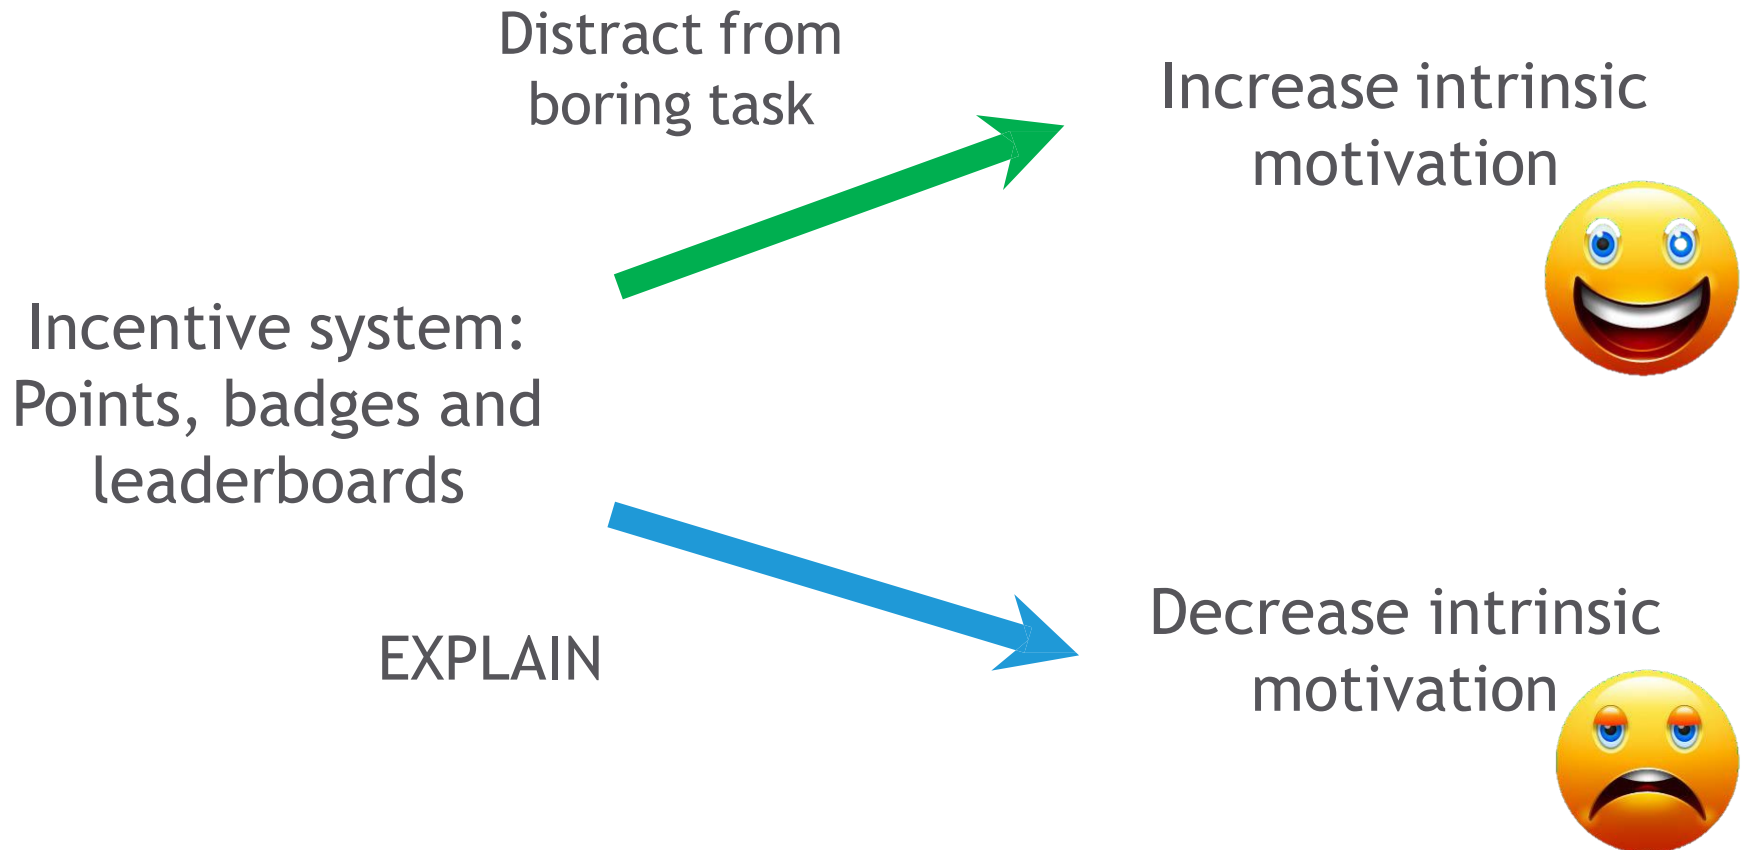 Distract from
boring task
Increase intrinsic
motivation
Incentive system:
Points, badges and
leaderboards
EXPLAIN
Decrease intrinsic
motivation